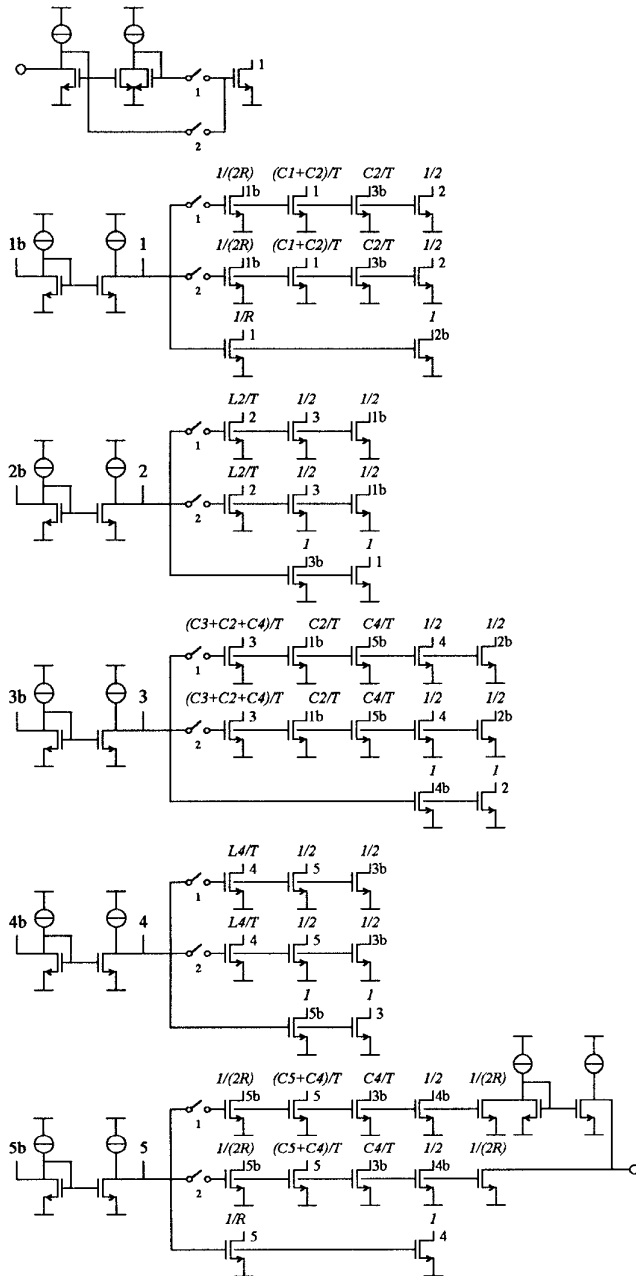 1
1
2
1/(2R) (C1+C2)/T C2/T 1/2
1b 1 3b 2
1
1/(2R) (C1+C2)/T C2/T 1/2
1b 1 1b 1 3b 2
2
1/R 1
1 2b
L2/T 1/2 1/2
2 3 1b
1
L2/T 1/2 1/2
2b 2 2 3 1b
2
1 1
3b 1
(C3+C2+C4)/T C2/T C4/T 1/2 1/2
3 1b 5b 4 2b
1
(C3+C2+C4)/T C2/T C4/T 1/2 1/2
3b 3 3 1b 5b 4 2b
2
1 1
4b 2
L4/T 1/2 1/2
4 5 3b
1
L4/T 1/2 1/2
4b 4 4 5 3b
2
1 1
5b 3
1/(2R) (C5+C4)/T C4/T 1/2 1/(2R)
5b 5 3b 4b
1
1/(2R) (C5+C4)/T C4/T 1/2 1/(2R)
5b 5 5b 5 3b 4b
2
1/R 1
5 4